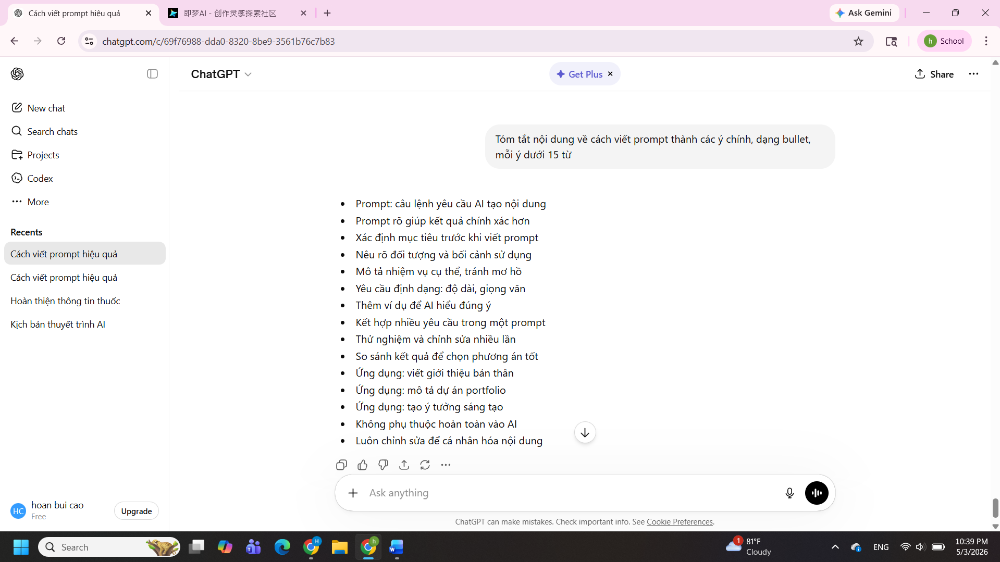 Cách viết prompt hiệu quả
即梦AI - 创作灵感探索社区
Ask Gemini
chatgpt.com/c/69f76988-dda0-8320-8be9-3561b76c7b83
h School
ChatGPT
Get Plus
Share
New chat
Search chats
Projects
Codex
More
Recents
Cách viết prompt hiệu quả
Cách viết prompt hiệu quả
Hoàn thiện thông tin thuốc
Kịch bản thuyết trình AI
Tóm tắt nội dung về cách viết prompt thành các ý chính, dạng bullet,
mỗi ý dưới 15 từ
Prompt: câu lệnh yêu cầu AI tạo nội dung
Prompt rõ giúp kết quả chính xác hơn
Xác định mục tiêu trước khi viết prompt
Nêu rõ đối tượng và bối cảnh sử dụng
Mô tả nhiệm vụ cụ thể, tránh mơ hồ
Yêu cầu định dạng: độ dài, giọng văn
Thêm ví dụ để AI hiểu đúng ý
Kết hợp nhiều yêu cầu trong một prompt
Thử nghiệm và chỉnh sửa nhiều lần
So sánh kết quả để chọn phương án tốt
Ứng dụng: viết giới thiệu bản thân
Ứng dụng: mô tả dự án portfolio
Ứng dụng: tạo ý tưởng sáng tạo
Không phụ thuộc hoàn toàn vào AI
Luôn chỉnh sửa để cá nhân hóa nội dung
Ask anything
ChatGPT can make mistakes. Check important info. See Cookie Preferences.
HC
hoan bui cao
Free
Upgrade
Search
H
h
W
1
81°F
Cloudy
ENG
10:39 PM
5/3/2026